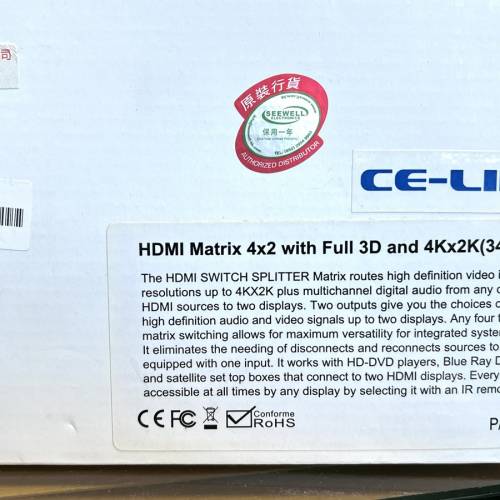 司
原裝行貨
SEEWELL
ELECTRONICS
保用一年
AUTHORIZED DISTRIBUTOR
CE-LI
HDMI Matrix 4x2 with Full 3D and 4Kx2K(34
The HDMI SWITCH SPLITTER Matrix routes high definition video i
resolutions up to 4KX2K plus multichannel digital audio from any
HDMI sources to two displays. Two outputs give you the choices o
high definition audio and video signals up to two displays. Any four
matrix switching allows for maximum versatility for integrated system
It eliminates the needing of disconnects and reconnects sources to
equipped with one input. It works with HD-DVD players, Blue Ray D
and satellite set top boxes that connect to two HDMI displays. Every
accessible at all times by any display by selecting it with an IR remo
CE FC Conforme
RoHS